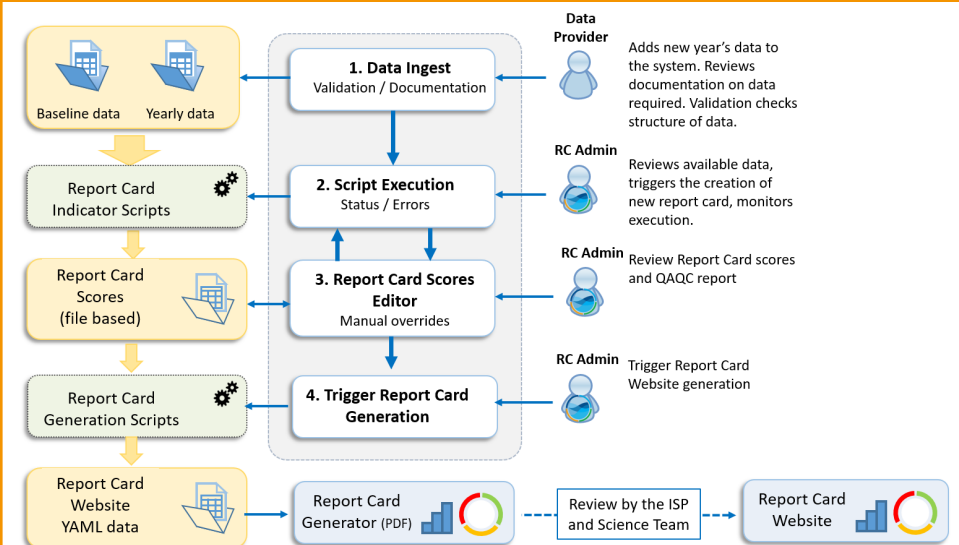 Baseline data
Yearly data
Report Card
Indicator Scripts
Report Card
Scores
(file based)
Report Card
Generation Scripts
Report Card
Website
YAML data
1. Data Ingest
Validation / Documentation
2. Script Execution
Status / Errors
3. Report Card Scores
Editor
Manual overrides
4. Trigger Report Card
Generation
Data
Provider
Adds new year's data to
the system. Reviews
documentation on data
required. Validation checks
structure of data.
RC Admin
Reviews available data,
triggers the creation of
new report card, monitors
execution.
RC Admin
Review Report Card scores
and QAQC report
RC Admin
Trigger Report Card
Website generation
Report Card
Generator (PDF)
Review by the ISP
and Science Team
Report Card
Website